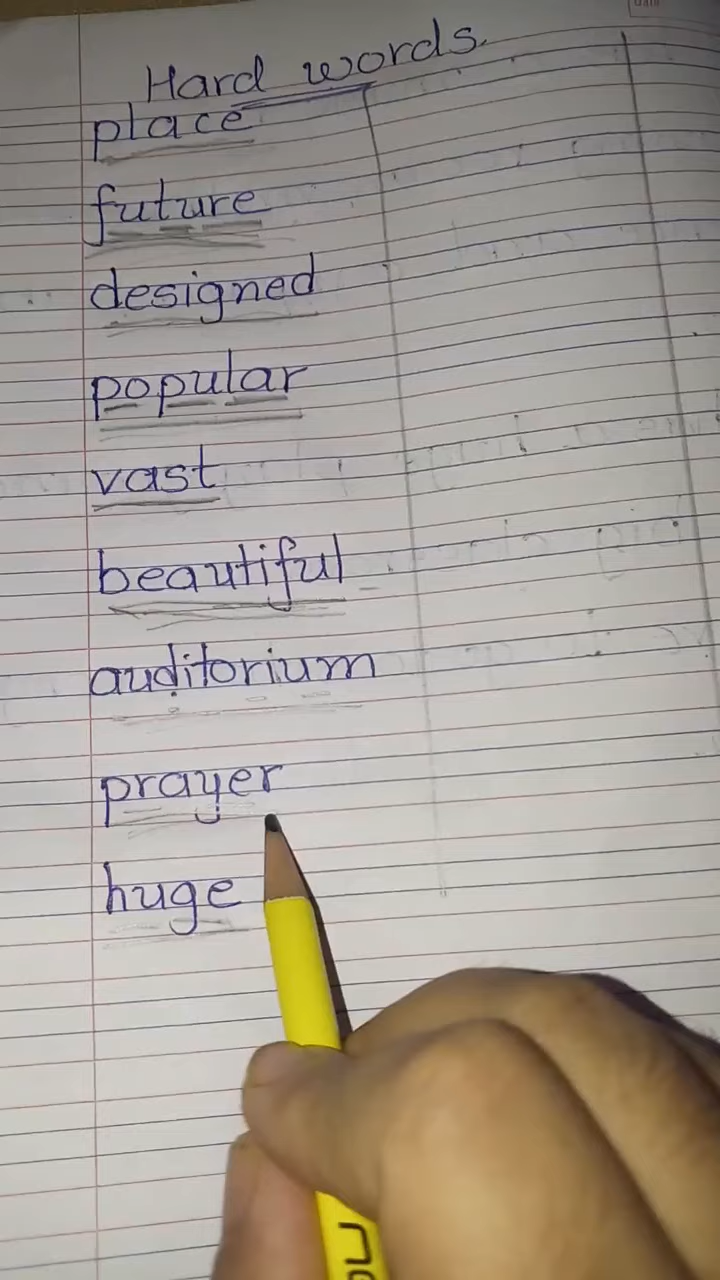 Hard words.
place
future
designed
popular
vast
beautiful
auditorium
prayer
huge